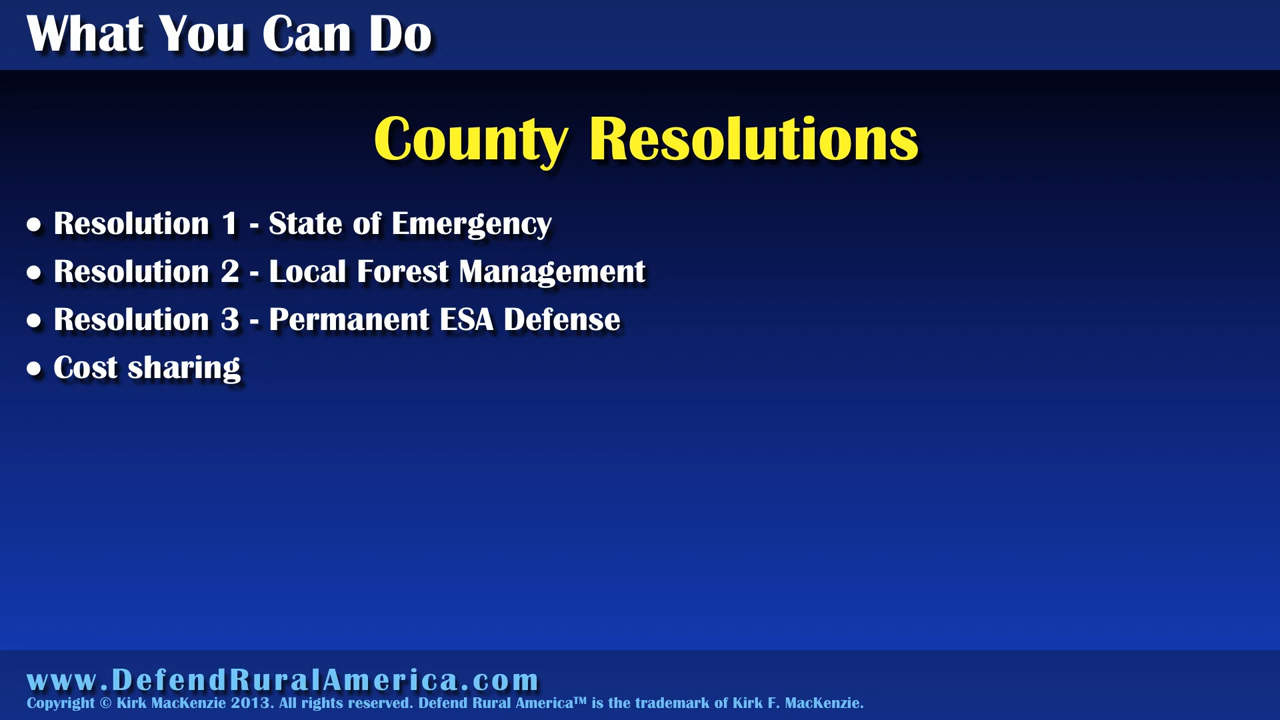 What You Can Do
County Resolutions
● Resolution 1 - State of Emergency
● Resolution 2 - Local Forest Management
● Resolution 3 - Permanent ESA Defense
● Cost sharing
www.DefendRuralAmerica.com
Copyright © Kirk MacKenzie 2013. All rights reserved. Defend Rural America™ is the trademark of Kirk F. MacKenzie.